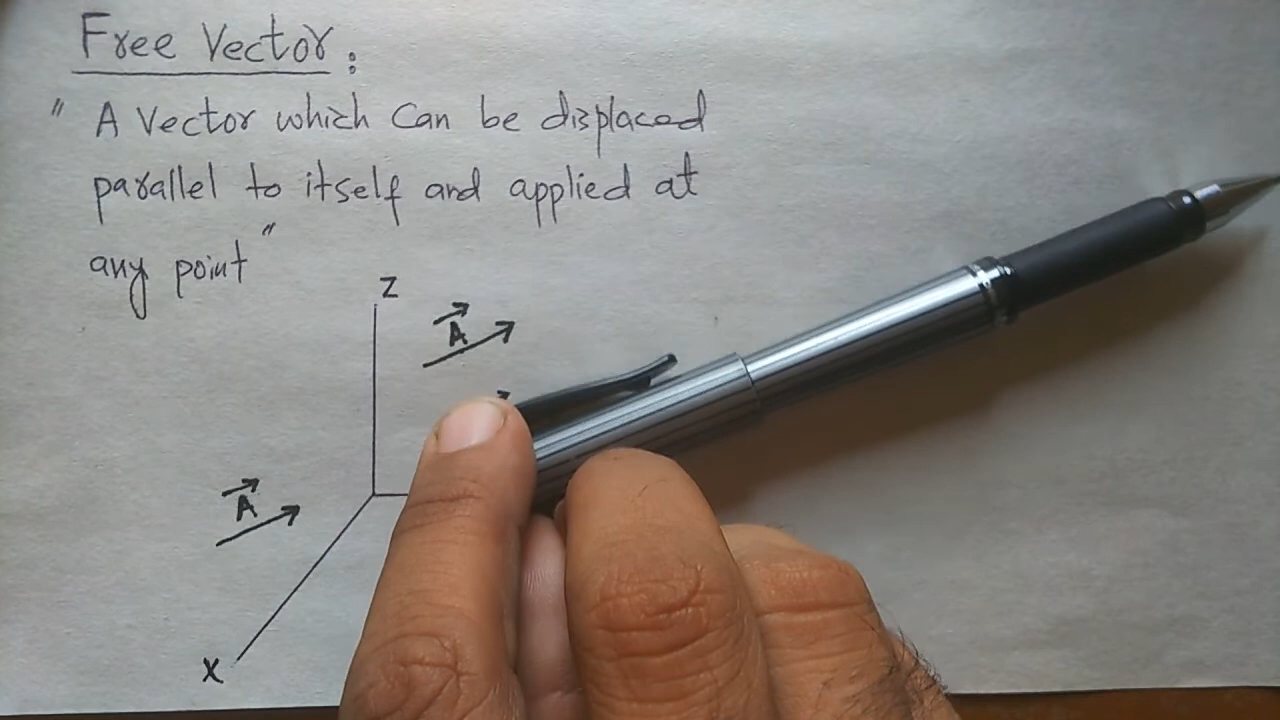 Free Vector:
" A Vector which can be displaced
parallel to itself and applied at
any point "
Z
A
A
X